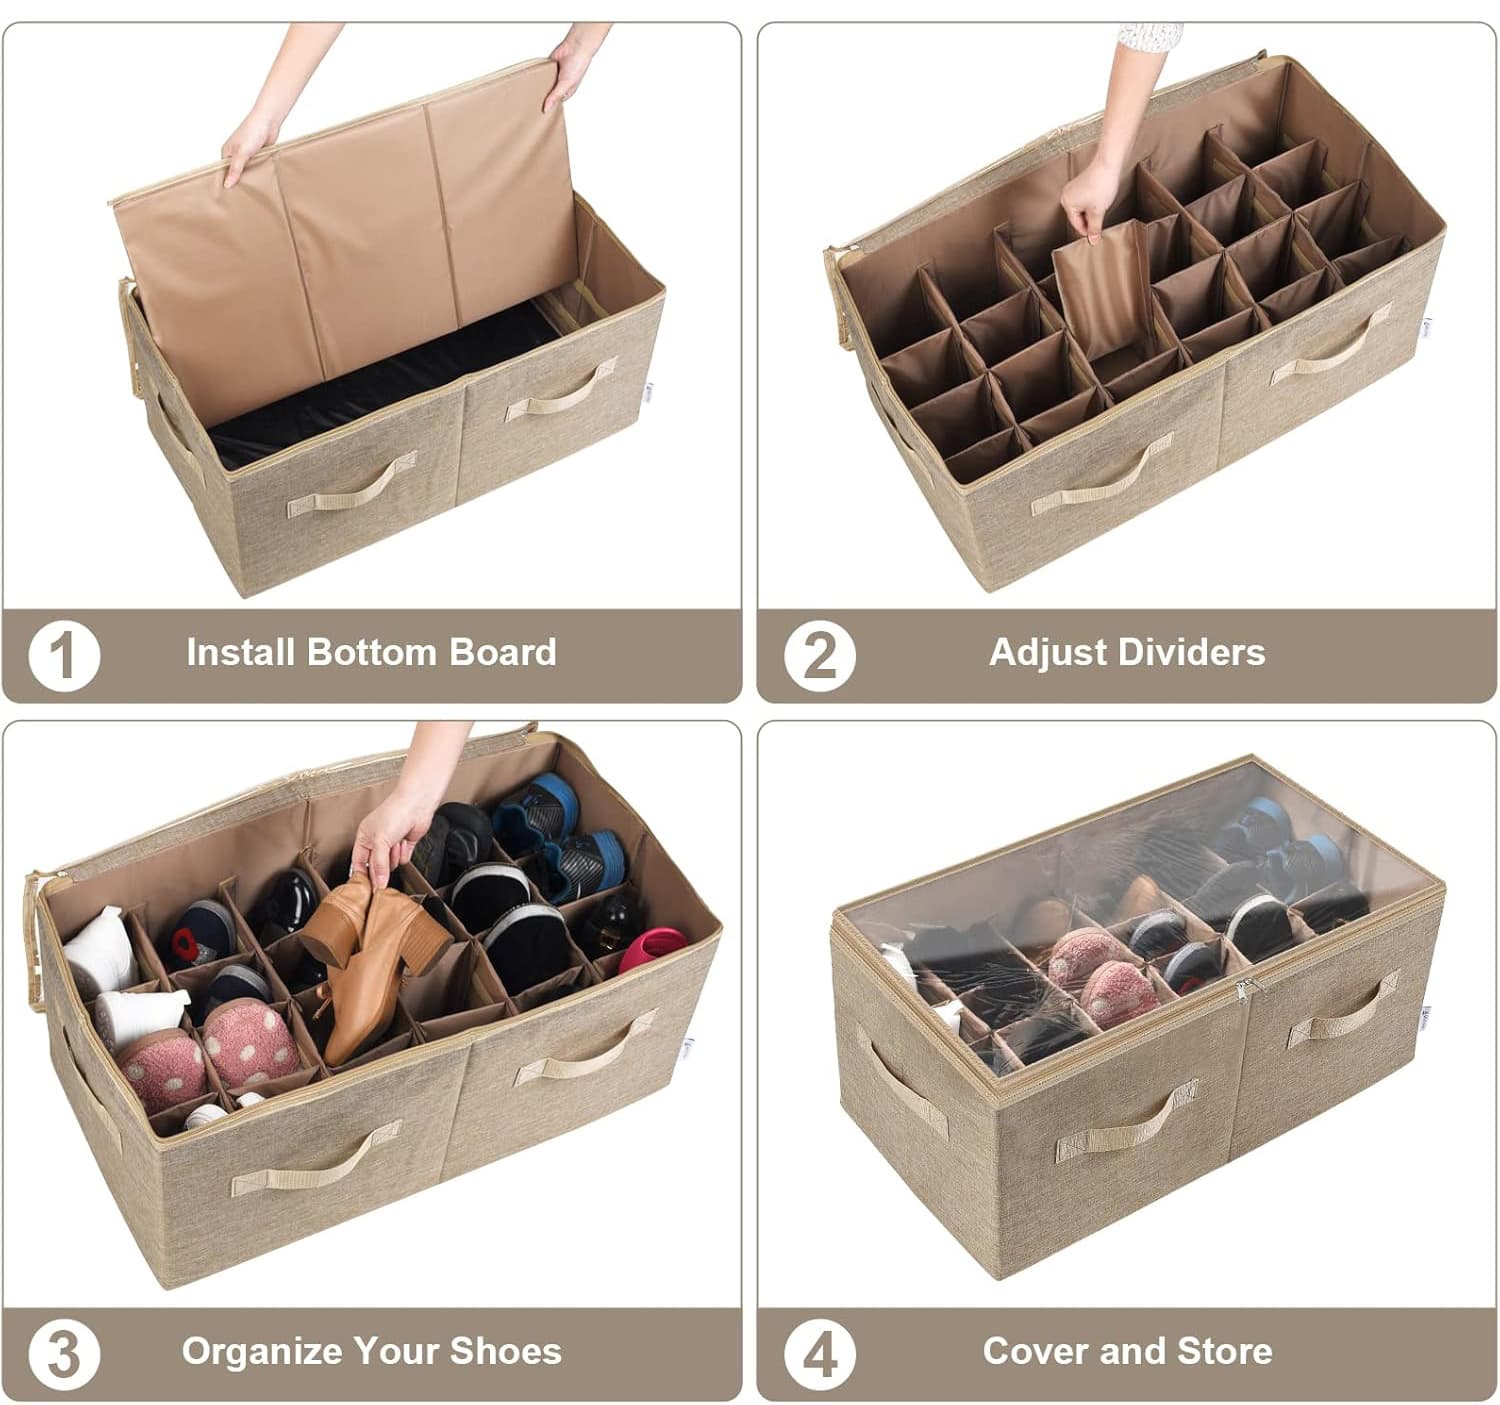 1 Install Bottom Board
2 Adjust Dividers
3 Organize Your Shoes
4 Cover and Store